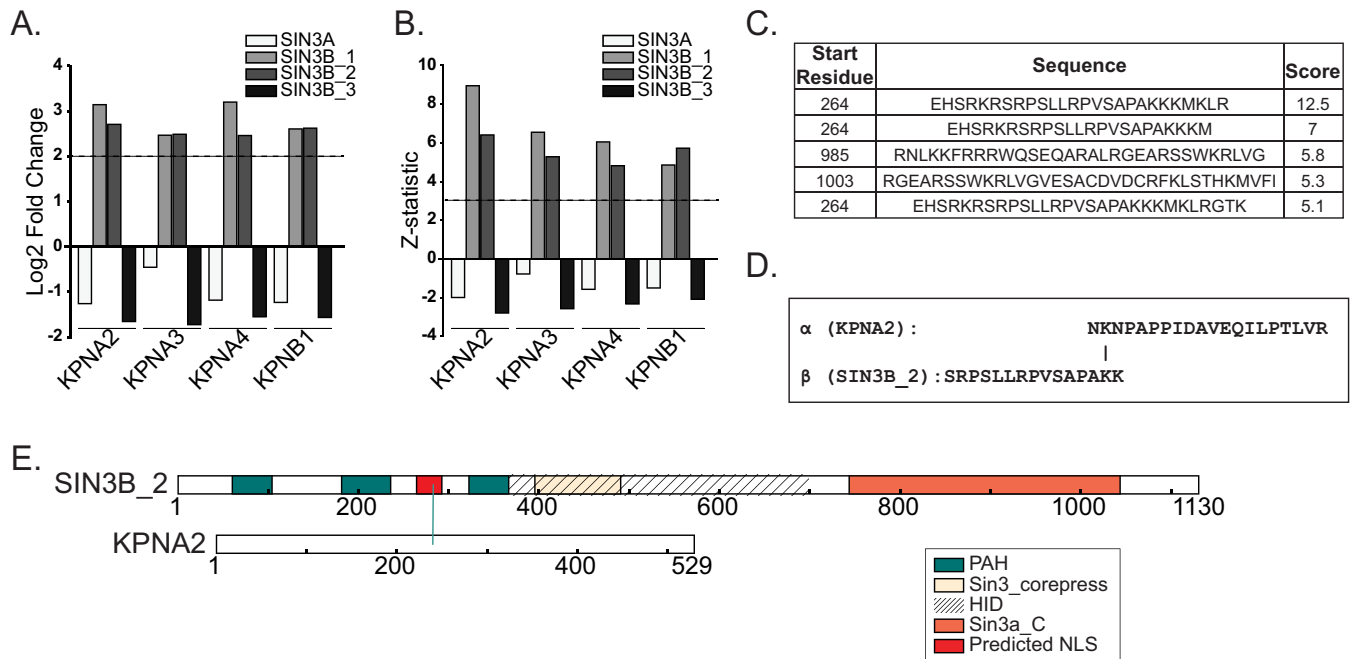 A.
SIN3A
SIN3B_1
SIN3B_2
SIN3B_3
Log2 Fold Change
4
3
2
0
-1
-2
KPNA2
KPNA3
KPNA4
KPNB1
B.
SIN3A
SIN3B_1
SIN3B_2
SIN3B_3
Z-statistic
10
8
6
4
2
0
-2
-4
KPNA2
KPNA3
KPNA4
KPNB1
C.
Start Residue Sequence Score
264 EHSRKRSRPSLLRPVSAPAKKKMKLR 12.5
264 EHSRKRSRPSLLRPVSAPAKKKM 7
985 RNLKKFRRRWQSEQARALRGEARSSWKRLVG 5.8
1003 RGEARSSWKRLVGVESACDVDCRFKLSTHKMVFI 5.3
264 EHSRKRSRPSLLRPVSAPAKKKMKLRGTK 5.1
D.
α (KPNA2): NKNPAPPIDAVEQILPTLVR
|
β (SIN3B_2):SRPSLLRPVSAPAKK
E.
SIN3B_2
1 200 400 600 800 1000 1130
KPNA2
1 200 400 529
PAH
Sin3_corepress
HID
Sin3a_C
Predicted NLS